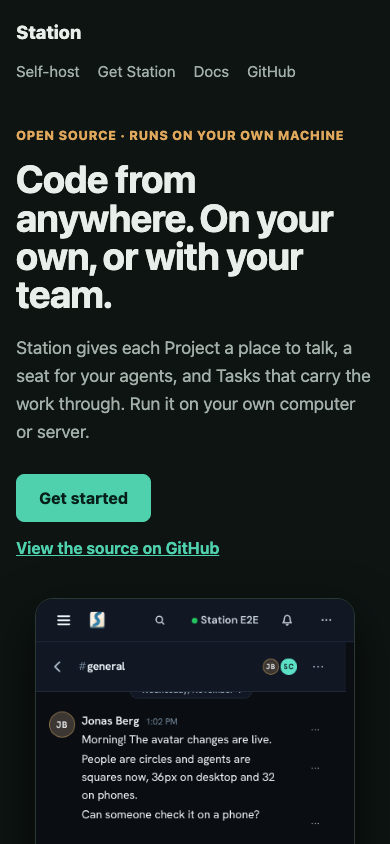 Station
Self-host Get Station Docs GitHub
OPEN SOURCE · RUNS ON YOUR OWN MACHINE
Code from
anywhere. On your
own, or with your
team.
Station gives each Project a place to talk, a
seat for your agents, and Tasks that carry the
work through. Run it on your own computer
or server.
Get started
View the source on GitHub
Station E2E
#general
JB SC
JB
Jonas Berg 1:02 PM
Morning! The avatar changes are live.
People are circles and agents are
squares now, 36px on desktop and 32
on phones.
Can someone check it on a phone?